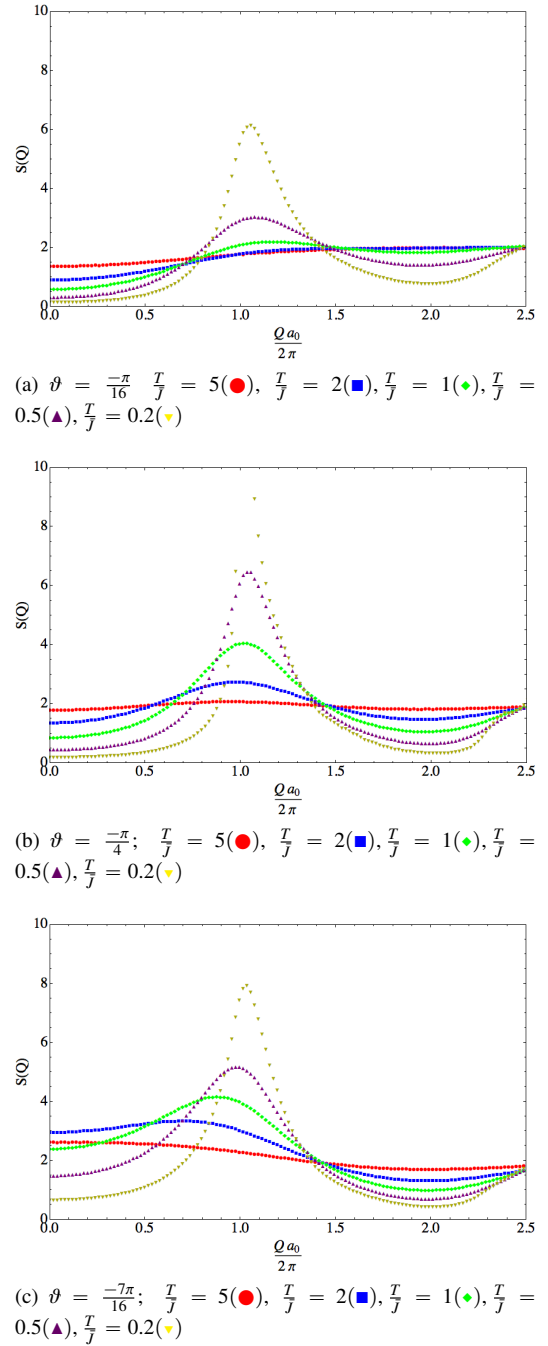 10
8
6
4
2
0
S(Q)
0.0 0.5 1.0 1.5 2.0 2.5
Q a₀
2 π
(a) ϑ = −π/16 T/J̄ = 5(●), T/J̄ = 2(■), T/J̄ = 1(◆), T/J̄ =
0.5(▲), T/J̄ = 0.2(▼)
10
8
6
4
2
0
S(Q)
0.0 0.5 1.0 1.5 2.0 2.5
Q a₀
2 π
(b) ϑ = −π/4; T/J̄ = 5(●), T/J̄ = 2(■), T/J̄ = 1(◆), T/J̄ =
0.5(▲), T/J̄ = 0.2(▼)
10
8
6
4
2
0
S(Q)
0.0 0.5 1.0 1.5 2.0 2.5
Q a₀
2 π
(c) ϑ = −7π/16; T/J̄ = 5(●), T/J̄ = 2(■), T/J̄ = 1(◆), T/J̄ =
0.5(▲), T/J̄ = 0.2(▼)